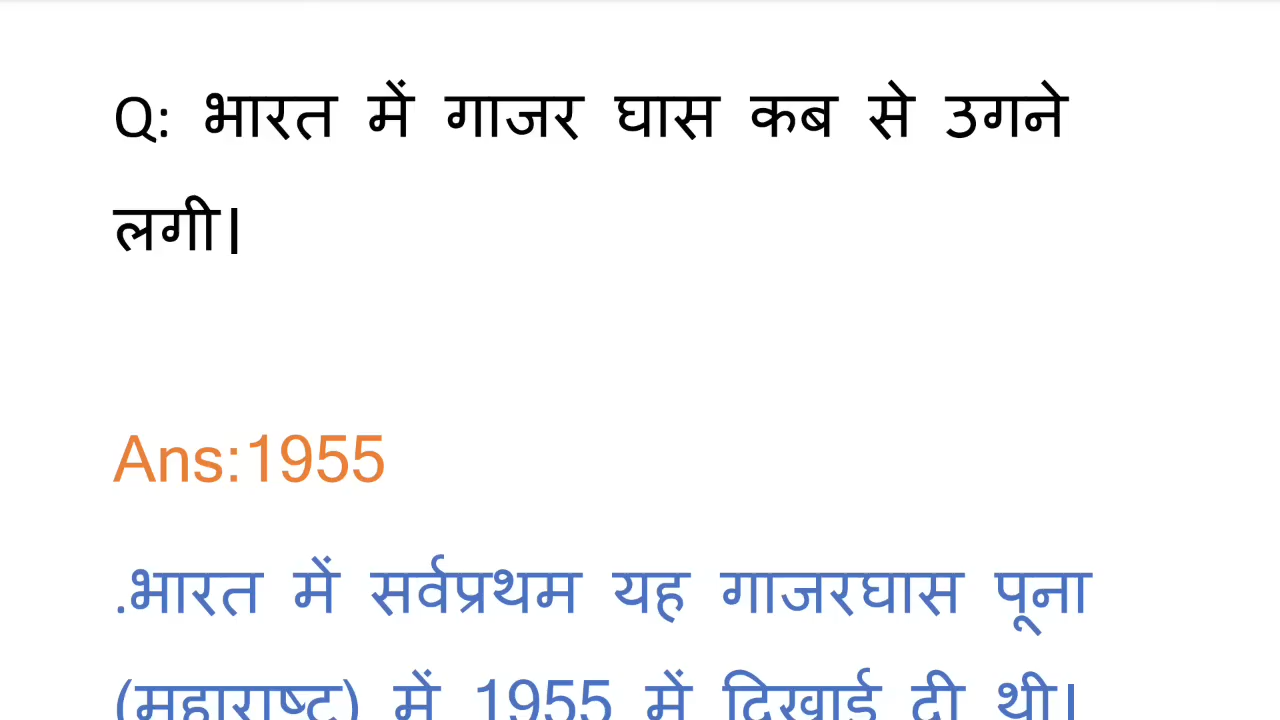 Q: भारत में गाजर घास कब से उगने
लगी।
Ans:1955
.भारत में सर्वप्रथम यह गाजरघास पूना
(महाराष्ट) में 1955 में दिखाई दी थी।